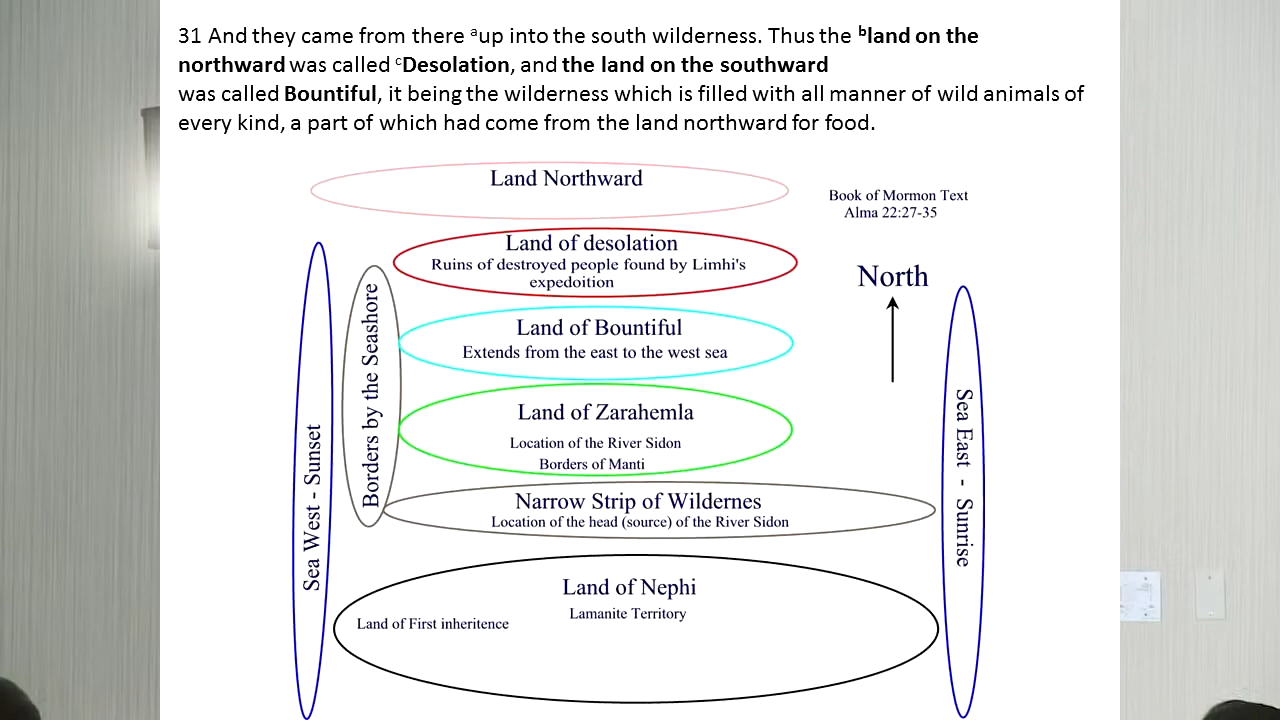 31 And they came from there ᵃup into the south wilderness. Thus the ᵇland on the
northward was called ᶜDesolation, and the land on the southward
was called Bountiful, it being the wilderness which is filled with all manner of wild animals of
every kind, a part of which had come from the land northward for food.
Land Northward
Book of Mormon Text
Alma 22:27-35
Land of desolation
Ruins of destroyed people found by Limhi's
expedoition
North
Land of Bountiful
Extends from the east to the west sea
Land of Zarahemla
Location of the River Sidon
Borders of Manti
Narrow Strip of Wildernes
Location of the head (source) of the River Sidon
Land of Nephi
Lamanite Territory
Land of First inheritence
Sea West - Sunset
Borders by the Seashore
Sea East - Sunrise